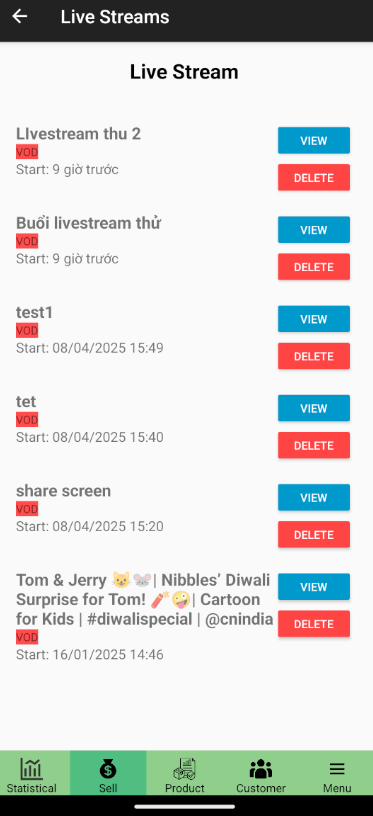 Live Streams
Live Stream
LIvestream thu 2
VOD
Start: 9 giờ trước
VIEW
DELETE
Buổi livestream thử
VOD
Start: 9 giờ trước
VIEW
DELETE
test1
VOD
Start: 08/04/2025 15:49
VIEW
DELETE
tet
VOD
Start: 08/04/2025 15:40
VIEW
DELETE
share screen
VOD
Start: 08/04/2025 15:20
VIEW
DELETE
Tom & Jerry 😺🐭| Nibbles’ Diwali
Surprise for Tom! 🧨🤪| Cartoon
for Kids | #diwalispecial | @cnindia
VOD
Start: 16/01/2025 14:46
VIEW
DELETE
Statistical
Sell
Product
Customer
Menu